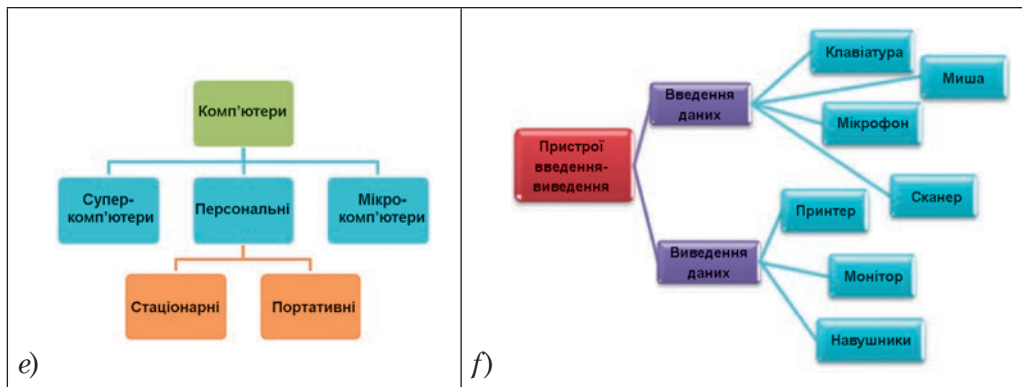 Комп’ютери
Супер-
комп’ютери
Персональні
Мікро-
комп’ютери
Стаціонарні
Портативні
e)
Пристрої
введення-
виведення
Введення
даних
Клавіатура
Миша
Мікрофон
Сканер
Виведення
даних
Принтер
Монітор
Навушники
f)